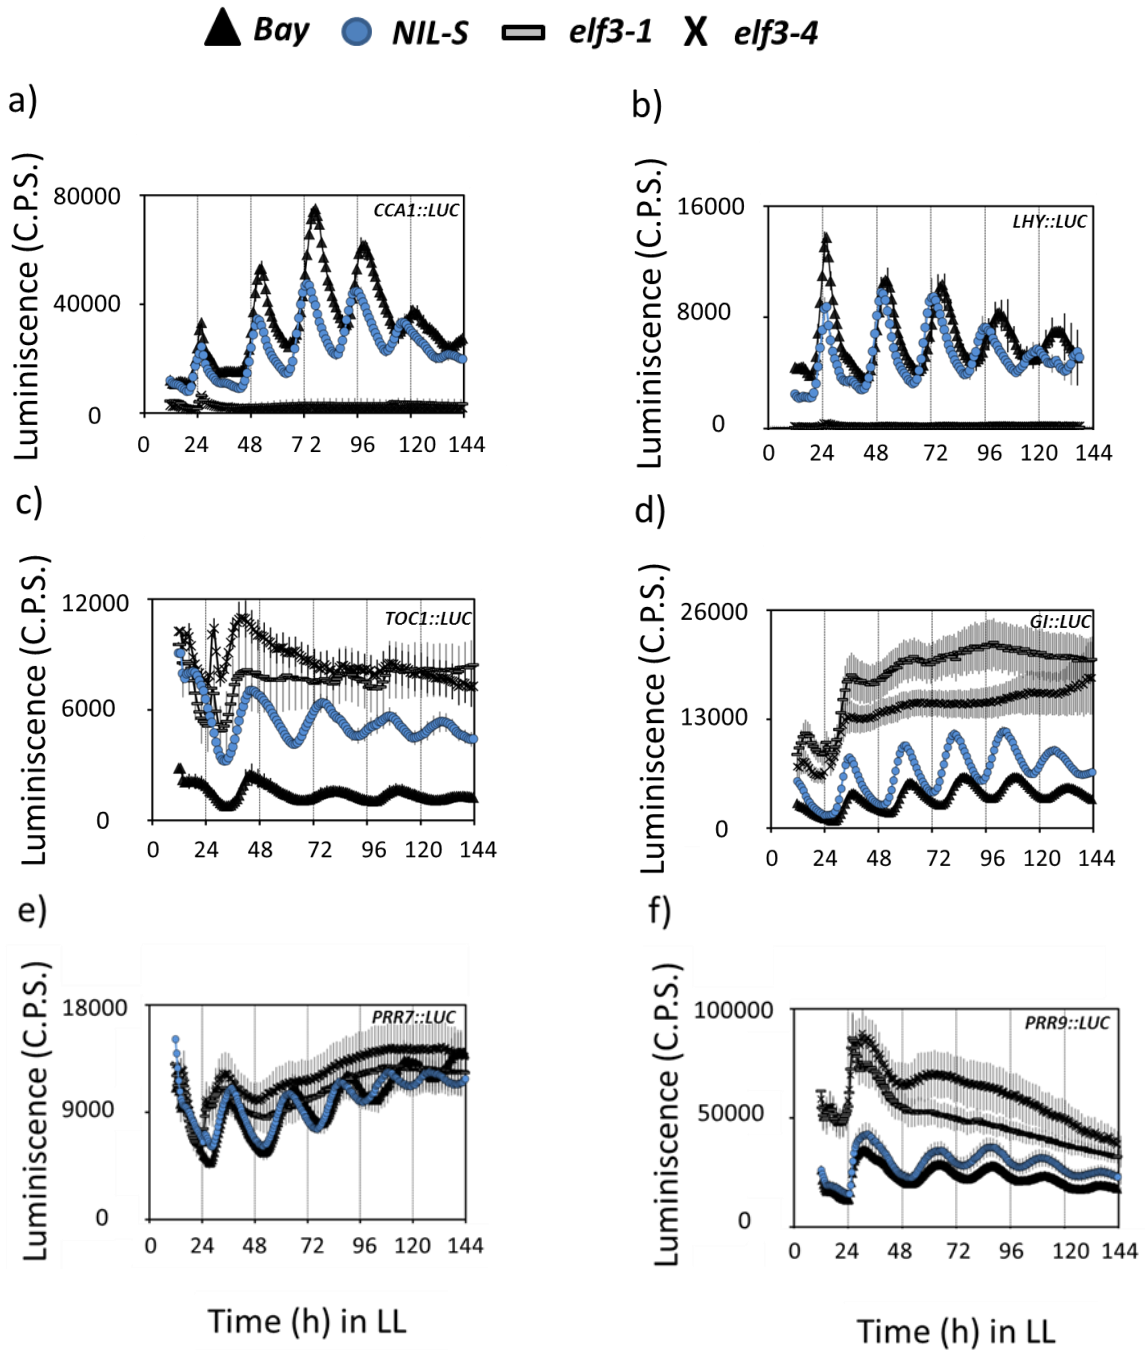 Bay NIL-S elf3-1 X elf3-4
a)
Luminiscence (C.P.S.)
80000
40000
0
CCA1::LUC
0 24 48 7 2 96 120 144
b)
Luminiscence (C.P.S.)
16000
8000
0
LHY::LUC
0 24 48 72 96 120 144
c)
Luminiscence (C.P.S.)
12000
6000
0
TOC1::LUC
0 24 48 72 96 120 144
d)
Luminiscence (C.P.S.)
26000
13000
0
GI::LUC
0 24 48 72 96 120 144
e)
Luminiscence (C.P.S.)
18000
9000
0
PRR7::LUC
0 24 48 72 96 120 144
Time (h) in LL
f)
Luminiscence (C.P.S.)
100000
50000
0
PRR9::LUC
0 24 48 72 96 120 144
Time (h) in LL